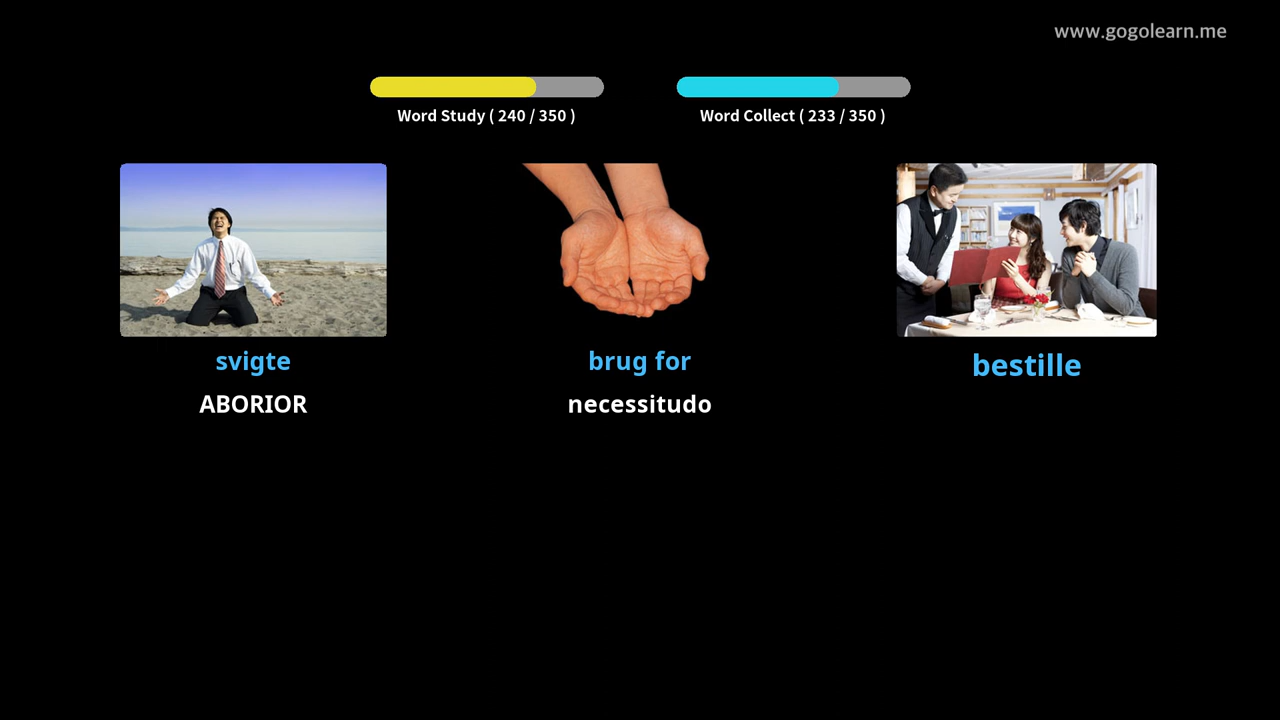 www.gogolearn.me
Word Study ( 240 / 350 )
Word Collect ( 233 / 350 )
svigte
ABORIOR
brug for
necessitudo
bestille